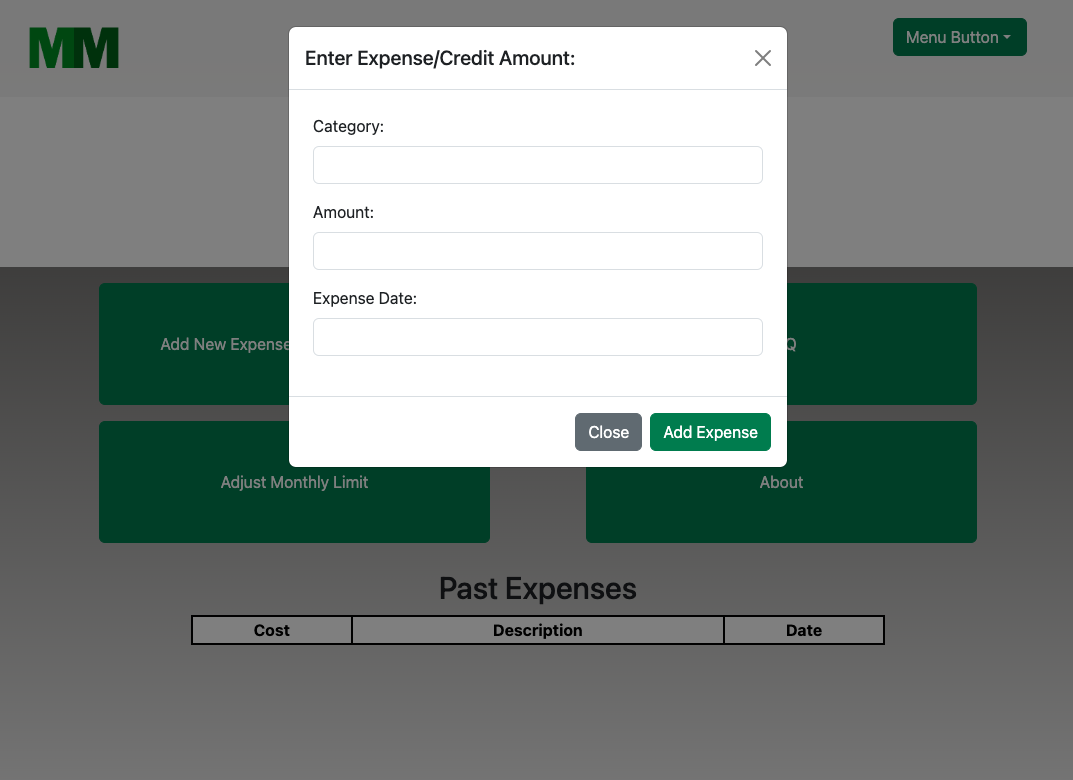 MM
Menu Button
Enter Expense/Credit Amount:
Category:
Amount:
Expense Date:
Close
Add Expense
Add New Expense
Q
Adjust Monthly Limit
About
Past Expenses
Cost Description Date